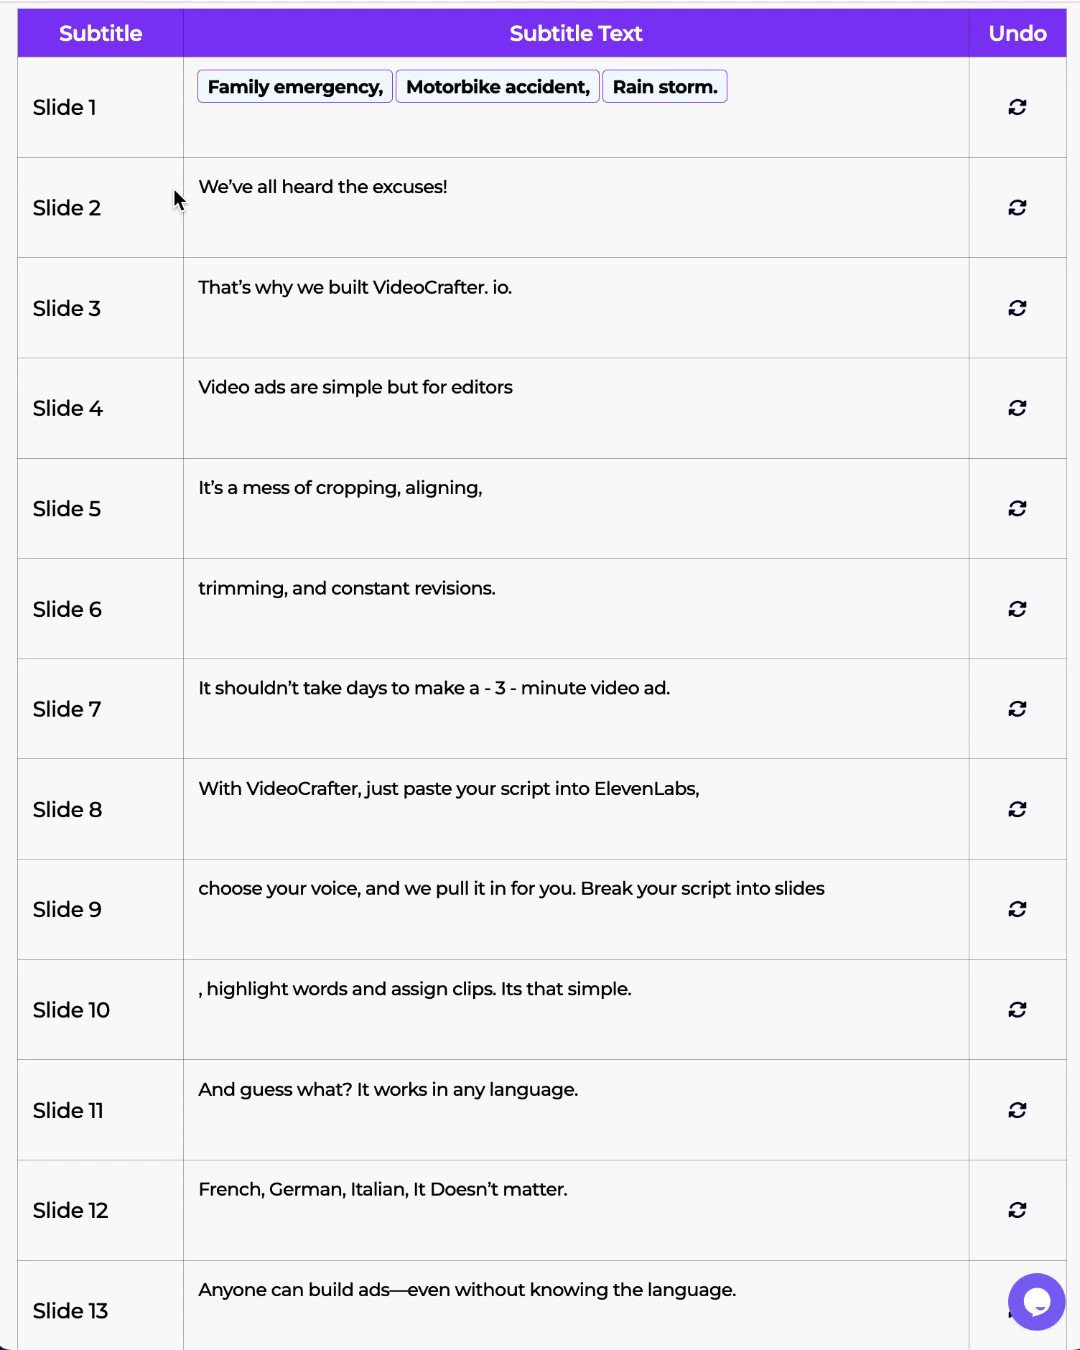 Subtitle Subtitle Text Undo
Slide 1 Family emergency, Motorbike accident, Rain storm.
Slide 2 We’ve all heard the excuses!
Slide 3 That’s why we built VideoCrafter. io.
Slide 4 Video ads are simple but for editors
Slide 5 It’s a mess of cropping, aligning,
Slide 6 trimming, and constant revisions.
Slide 7 It shouldn’t take days to make a - 3 - minute video ad.
Slide 8 With VideoCrafter, just paste your script into ElevenLabs,
Slide 9 choose your voice, and we pull it in for you. Break your script into slides
Slide 10 , highlight words and assign clips. Its that simple.
Slide 11 And guess what? It works in any language.
Slide 12 French, German, Italian, It Doesn’t matter.
Slide 13 Anyone can build ads—even without knowing the language.